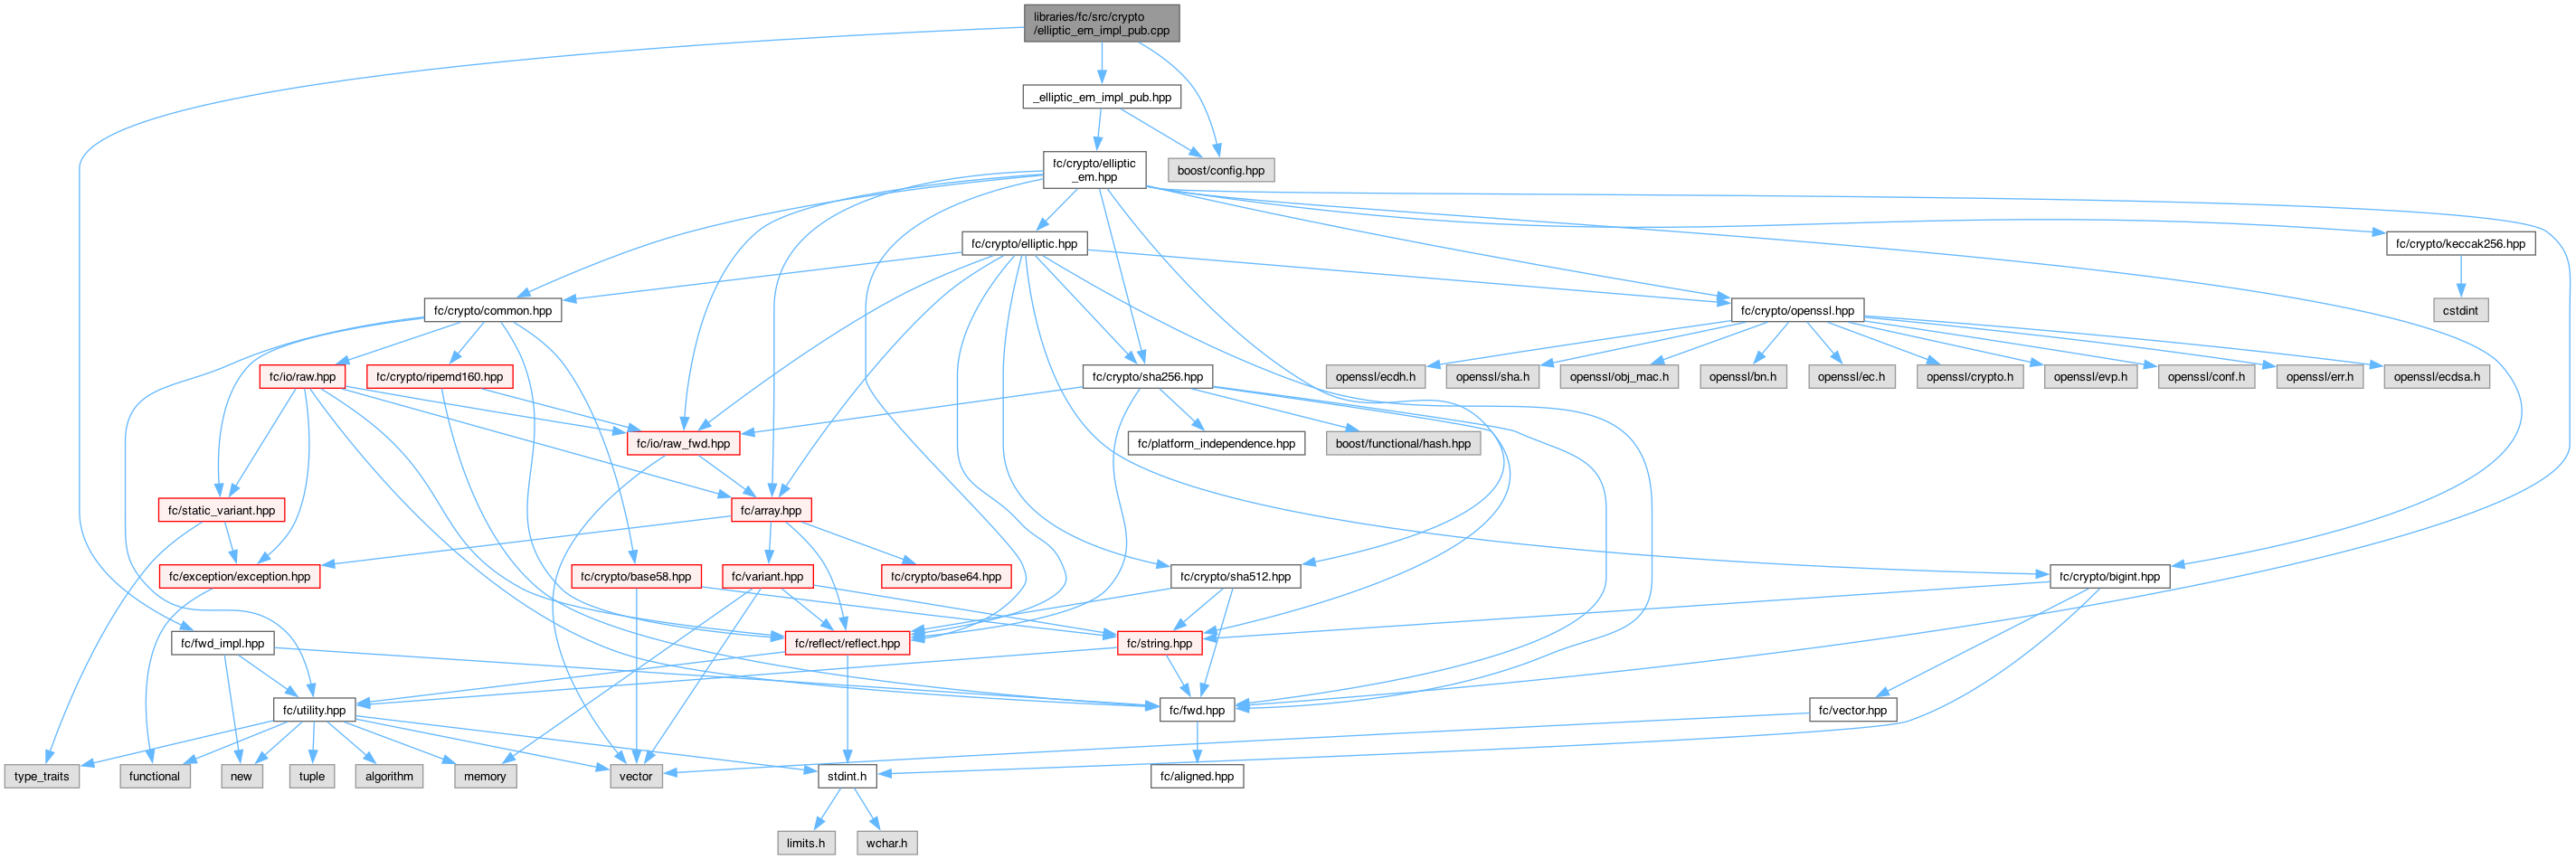 libraries/fc/src/crypto
/elliptic_em_impl_pub.cpp
_elliptic_em_impl_pub.hpp
fc/crypto/elliptic
_em.hpp
boost/config.hpp
fc/crypto/elliptic.hpp
fc/crypto/keccak256.hpp
fc/crypto/common.hpp
fc/crypto/openssl.hpp
cstdint
fc/io/raw.hpp
fc/crypto/ripemd160.hpp
fc/crypto/sha256.hpp
openssl/ecdh.h
openssl/sha.h
openssl/obj_mac.h
openssl/bn.h
openssl/ec.h
openssl/crypto.h
openssl/evp.h
openssl/conf.h
openssl/err.h
openssl/ecdsa.h
fc/io/raw_fwd.hpp
fc/platform_independence.hpp
boost/functional/hash.hpp
fc/static_variant.hpp
fc/array.hpp
fc/exception/exception.hpp
fc/crypto/base58.hpp
fc/variant.hpp
fc/crypto/base64.hpp
fc/crypto/sha512.hpp
fc/crypto/bigint.hpp
fc/fwd_impl.hpp
fc/reflect/reflect.hpp
fc/string.hpp
fc/utility.hpp
fc/fwd.hpp
fc/vector.hpp
type_traits
functional
new
tuple
algorithm
memory
vector
stdint.h
fc/aligned.hpp
limits.h
wchar.h